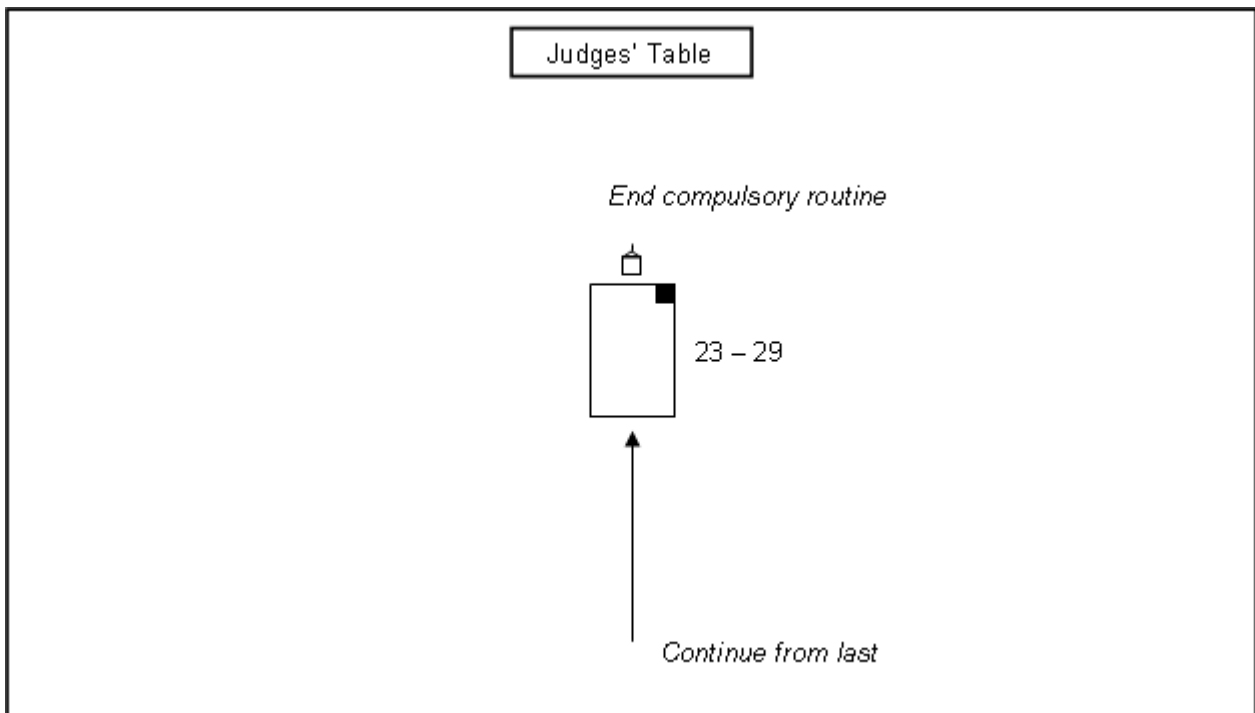 Judges' Table
End compulsory routine
23 – 29
Continue from last